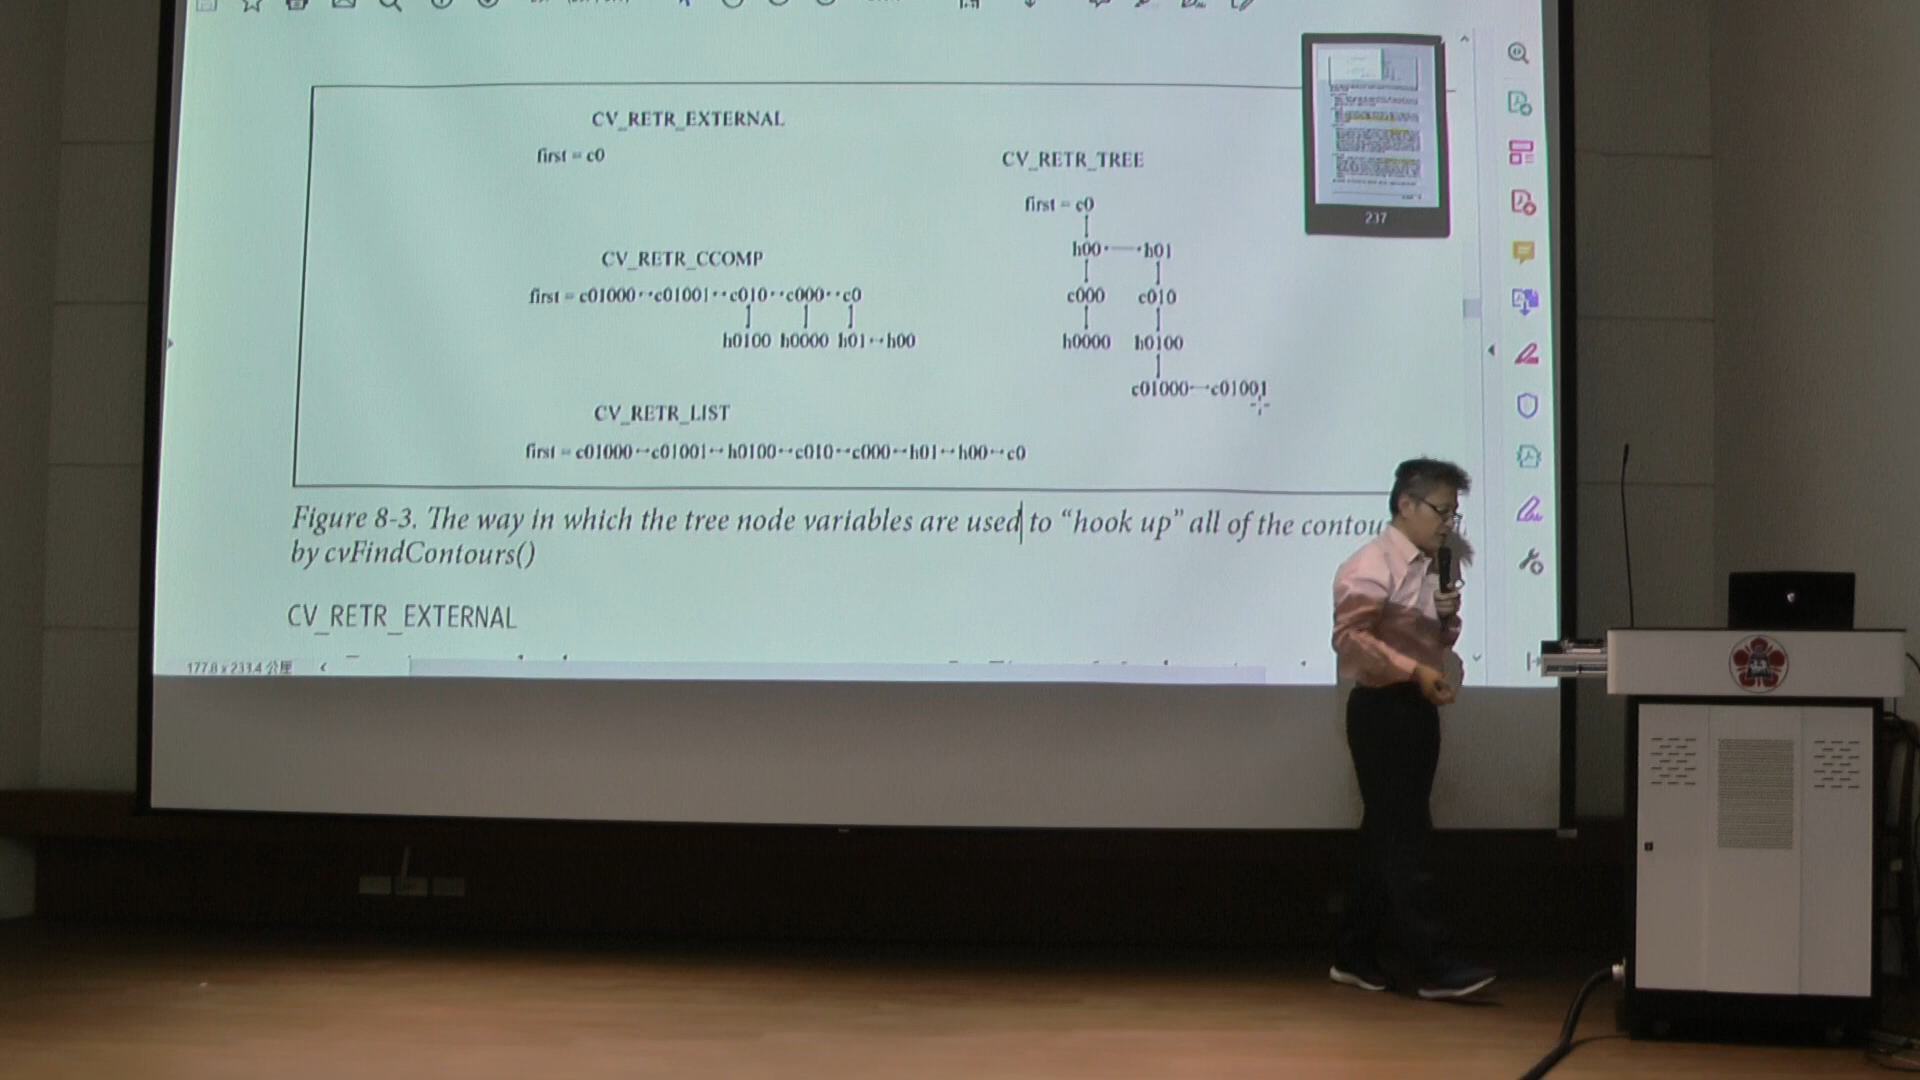 CV_RETR_EXTERNAL
first = c0
CV_RETR_TREE
first = c0
h00 h01
c000 c010
h0000 h0100
c01000 c01001
CV_RETR_CCOMP
first = c01000 c01001 c010 c000 c0
h0100 h0000 h01 h00
CV_RETR_LIST
first = c01000 c01001 h0100 c010 c000 h01 h00 c0
237
Figure 8-3. The way in which the tree node variables are used to “hook up” all of the
by cvFindContours()
CV_RETR_EXTERNAL
177.8 x 233.4 公厘